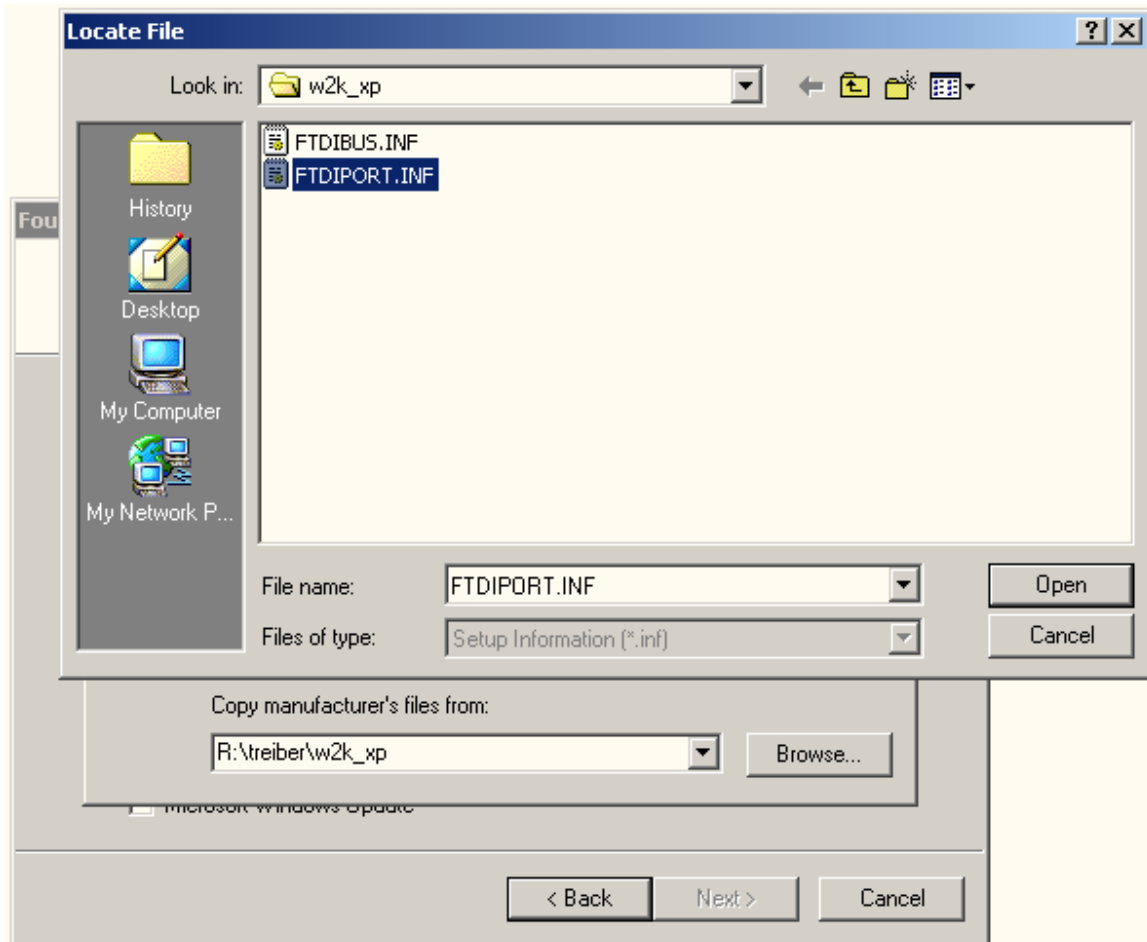 Locate File
Look in: w2k_xp
FTDIBUS.INF
FTDIPORT.INF
History
Desktop
My Computer
My Network P...
Fou
File name: FTDIPORT.INF Open
Files of type: Setup Information (*.inf) Cancel
Copy manufacturer's files from:
R:\treiber\w2k_xp Browse...
Microsoft Windows Update
< Back Next > Cancel